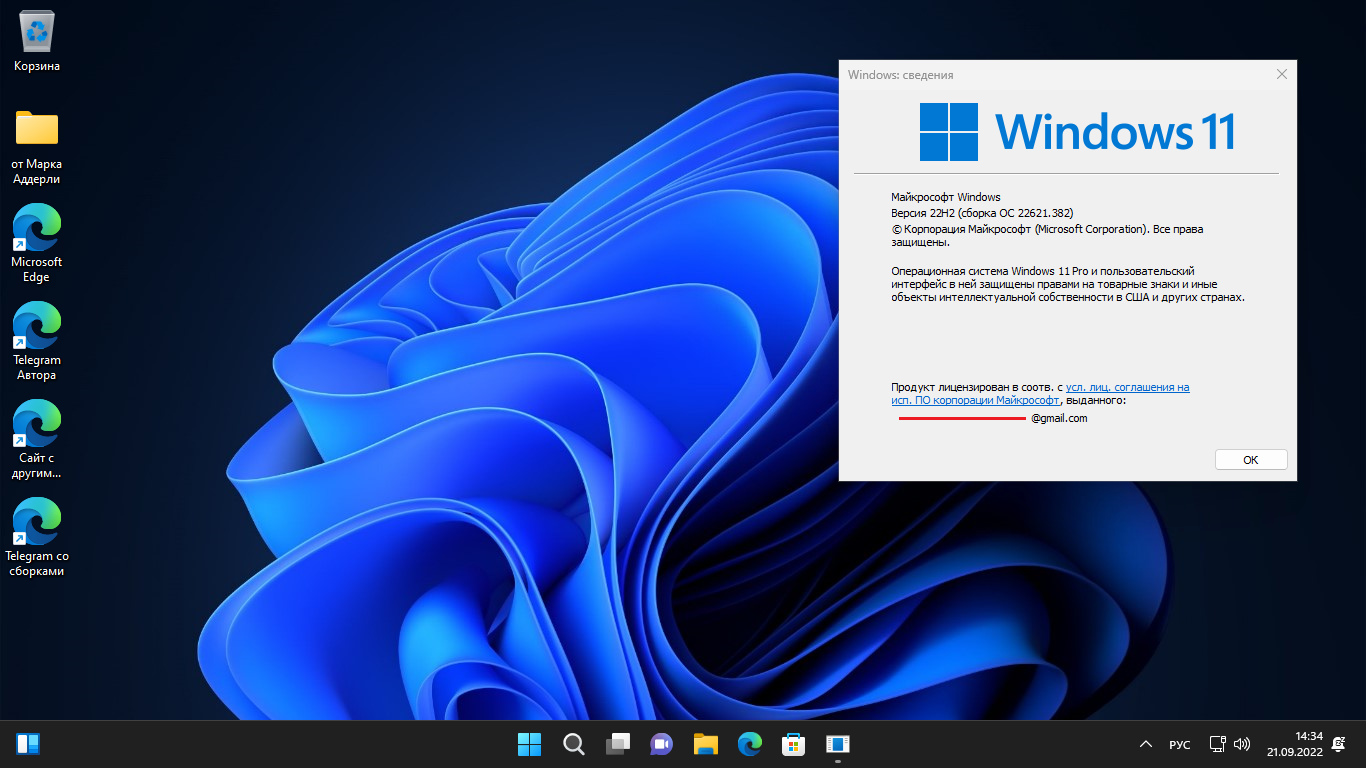 Корзина
от Марка
Аддерли
Microsoft
Edge
Telegram
Автора
Сайт с
другим...
Telegram со
сборками
Windows: сведения
Windows 11
Майкрософт Windows
Версия 22H2 (сборка ОС 22621.382)
© Корпорация Майкрософт (Microsoft Corporation). Все права
защищены.
Операционная система Windows 11 Pro и пользовательский
интерфейс в ней защищены правами на товарные знаки и иные
объекты интеллектуальной собственности в США и других странах.
Продукт лицензирован в соотв. с усл. лиц. соглашения на
исп. ПО корпорации Майкрософт, выданного:
@gmail.com
ОК
РУС
14:34
21.09.2022